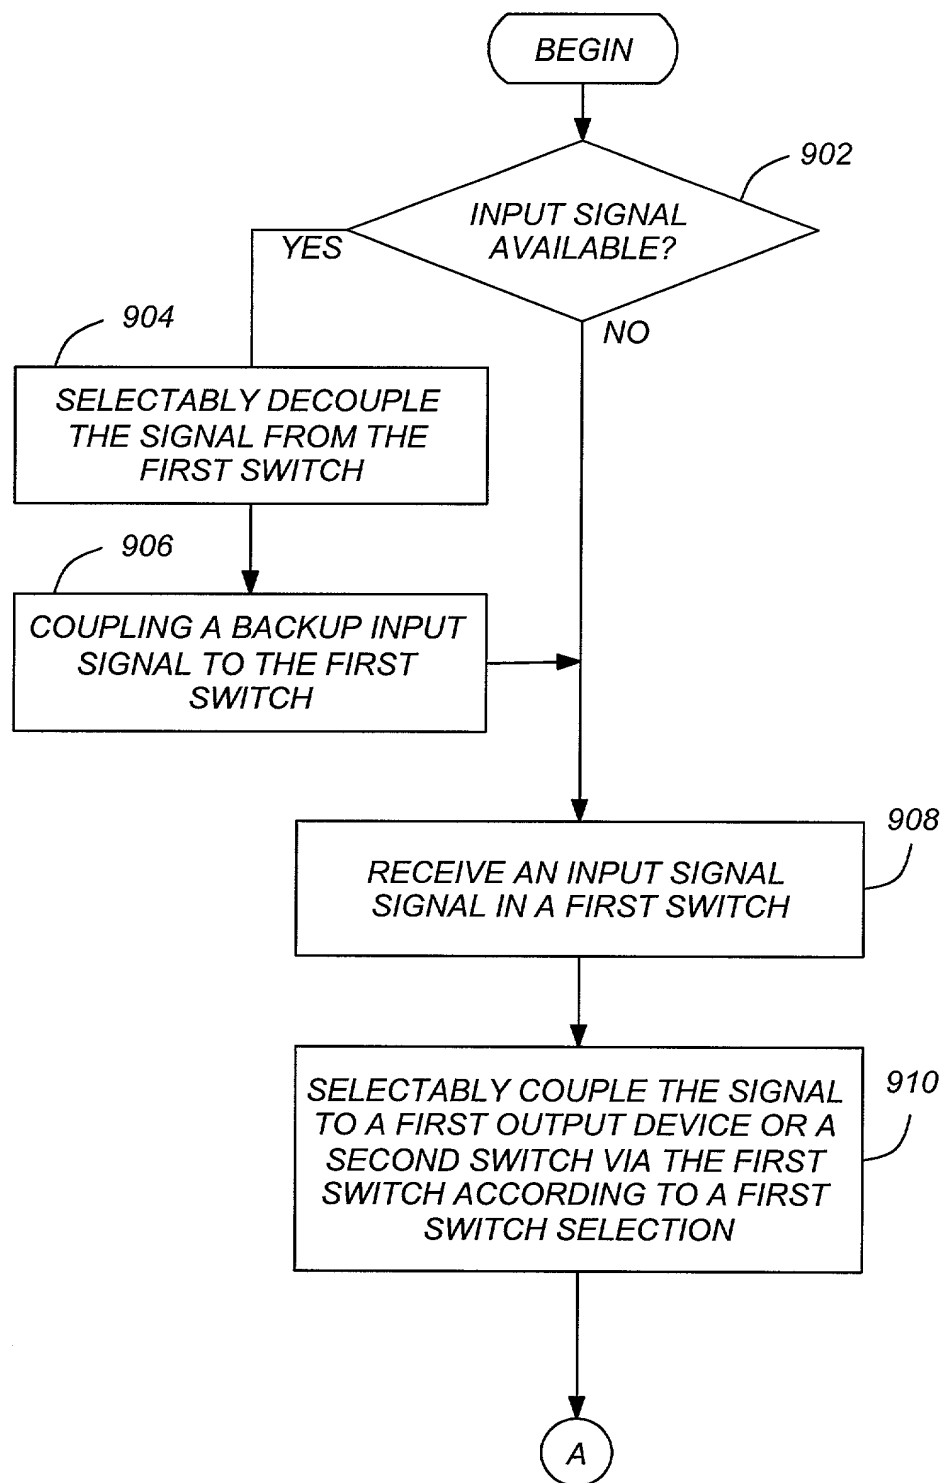 BEGIN
902
INPUT SIGNAL
AVAILABLE?
YES
NO
904
SELECTABLY DECOUPLE
THE SIGNAL FROM THE
FIRST SWITCH
906
COUPLING A BACKUP INPUT
SIGNAL TO THE FIRST
SWITCH
908
RECEIVE AN INPUT SIGNAL
SIGNAL IN A FIRST SWITCH
910
SELECTABLY COUPLE THE SIGNAL
TO A FIRST OUTPUT DEVICE OR A
SECOND SWITCH VIA THE FIRST
SWITCH ACCORDING TO A FIRST
SWITCH SELECTION
A